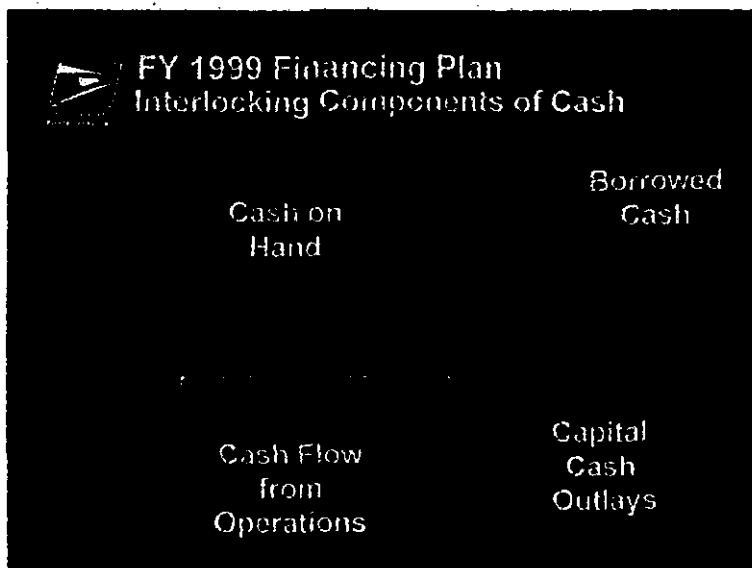 FY 1999 Financing Plan
Interlocking Components of Cash
Borrowed
Cash
Cash on
Hand
Cash Flow
from
Operations
Capital
Cash
Outlays